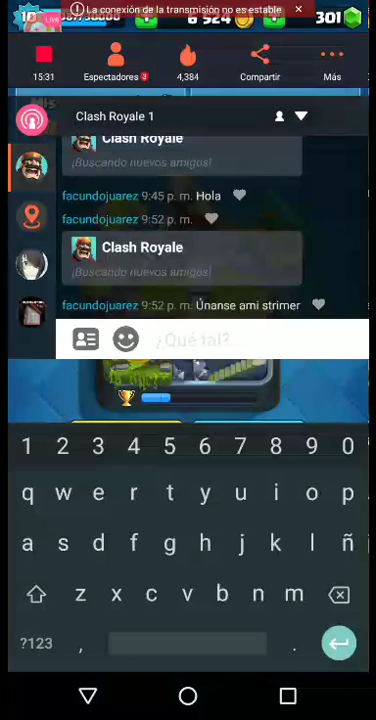 La conexión de la transmisión no es estable ×
Live
10
6 924
301
15:31 Espectadores 3 4,384 Compartir Más
Clash Royale 1
Clash Royale
¡Buscando nuevos amigos!
facundojuarez 9:45 p. m. Hola
facundojuarez 9:52 p. m.
Clash Royale
¡Buscando nuevos amigos!
facundojuarez 9:52 p. m. Únanse ami strimer
¿Qué tal?
1 2 3 4 5 6 7 8 9 0
q w e r t y u i o p
a s d f g h j k l ñ
z x c v b n m
?123 , .